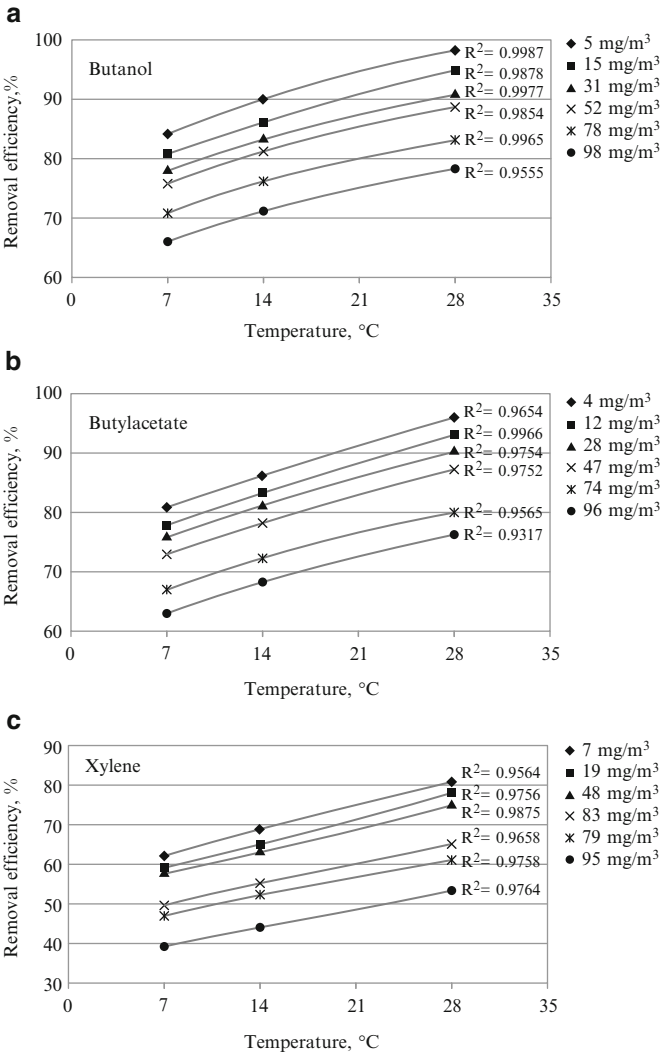 a
100
90
80
70
60
Removal efficiency,%
Butanol
R²= 0.9987
R²= 0.9878
R²= 0.9977
R²= 0.9854
R²= 0.9965
R²= 0.9555
5 mg/m³
15 mg/m³
31 mg/m³
52 mg/m³
78 mg/m³
98 mg/m³
0 7 14 21 28 35
Temperature, °C
b
100
90
80
70
60
Removal efficiency, %
Butylacetate
R²= 0.9654
R²= 0.9966
R²= 0.9754
R²= 0.9752
R²= 0.9565
R²= 0.9317
4 mg/m³
12 mg/m³
28 mg/m³
47 mg/m³
74 mg/m³
96 mg/m³
0 7 14 21 28 35
Temperature, °C
c
90
80
70
60
50
40
30
Removal efficiency, %
Xylene
R²= 0.9564
R²= 0.9756
R²= 0.9875
R²= 0.9658
R²= 0.9758
R²= 0.9764
7 mg/m³
19 mg/m³
48 mg/m³
83 mg/m³
79 mg/m³
95 mg/m³
0 7 14 21 28 35
Temperature, °C